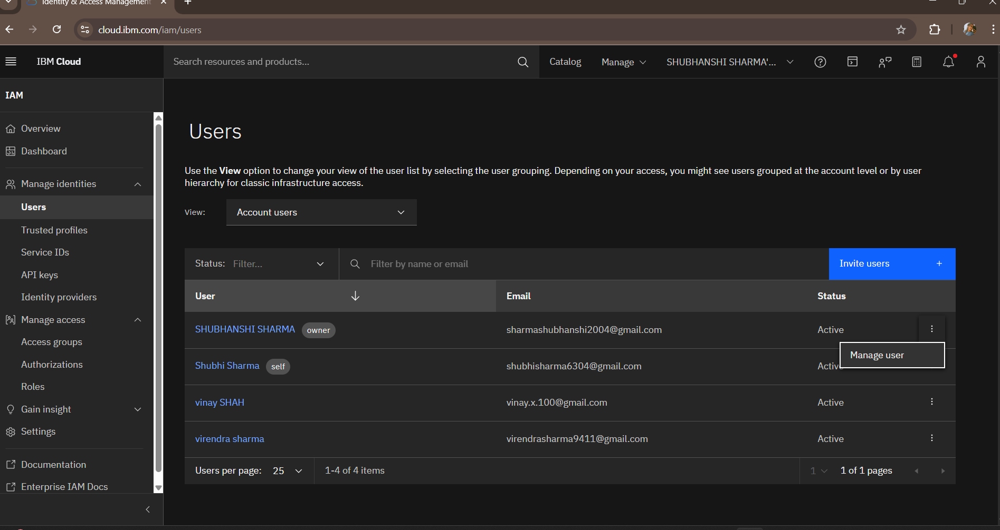 Identity & Access Management
cloud.ibm.com/iam/users
IBM Cloud
Search resources and products...
Catalog
Manage
SHUBHANSHI SHARMA'...
IAM
Overview
Dashboard
Manage identities
Users
Trusted profiles
Service IDs
API keys
Identity providers
Manage access
Access groups
Authorizations
Roles
Gain insight
Settings
Documentation
Enterprise IAM Docs
Users
Use the View option to change your view of the user list by selecting the user grouping. Depending on your access, you might see users grouped at the account level or by user
hierarchy for classic infrastructure access.
View: Account users
Status: Filter... Filter by name or email Invite users +
User Email Status
SHUBHANSHI SHARMA owner sharmashubhanshi2004@gmail.com Active
Manage user
Shubhi Sharma self shubhisharma6304@gmail.com Active
vinay SHAH vinay.x.100@gmail.com Active
virendra sharma virendrasharma9411@gmail.com Active
Users per page: 25 1-4 of 4 items 1 1 of 1 pages